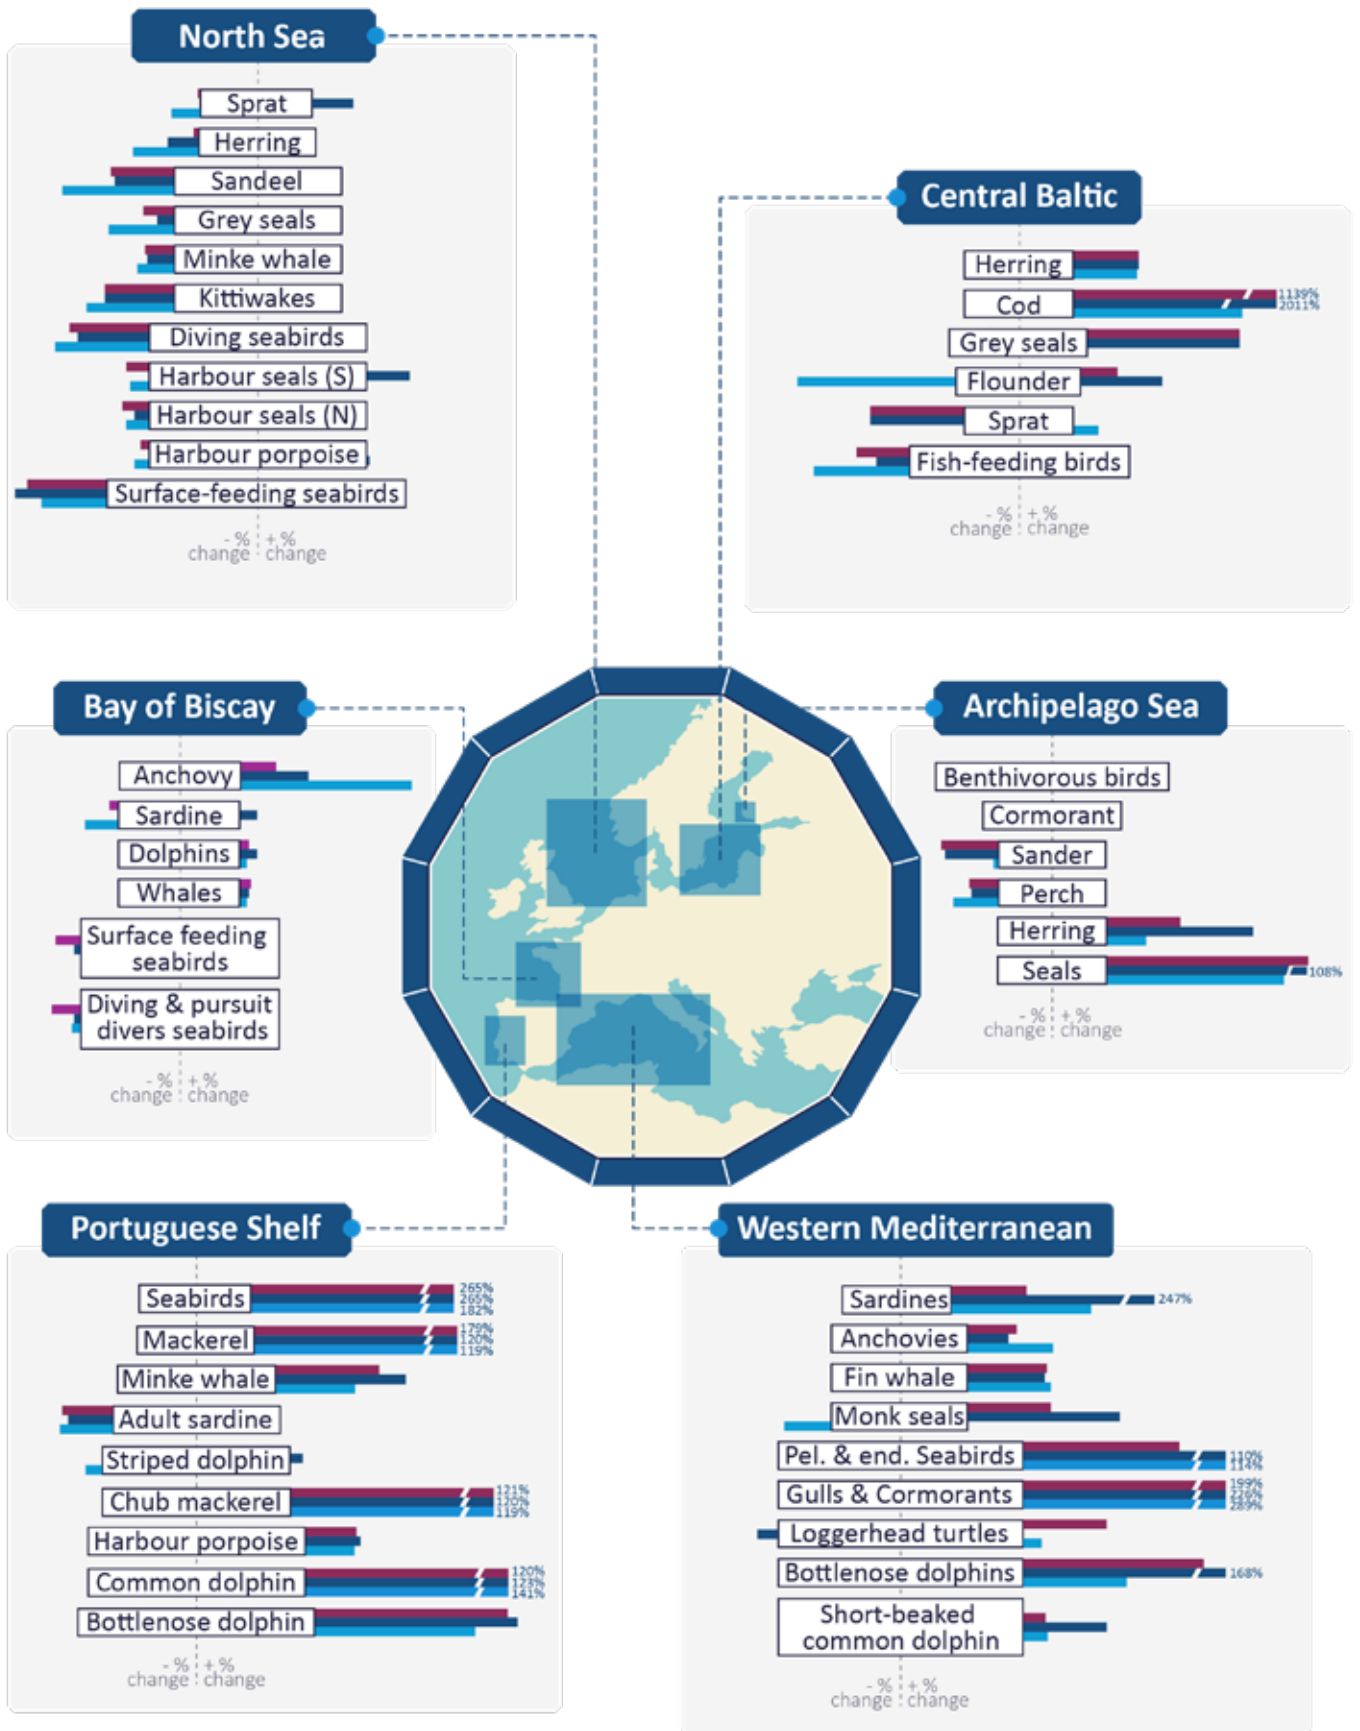 North Sea
Sprat
Herring
Sandeel
Grey seals
Minke whale
Kittiwakes
Diving seabirds
Harbour seals (S)
Harbour seals (N)
Harbour porpoise
Surface-feeding seabirds
- % + %
change change
Central Baltic
Herring
Cod
1139%
2011%
Grey seals
Flounder
Sprat
Fish-feeding birds
- % + %
change change
Bay of Biscay
Anchovy
Sardine
Dolphins
Whales
Surface feeding
seabirds
Diving & pursuit
divers seabirds
- % + %
change change
Archipelago Sea
Benthivorous birds
Cormorant
Sander
Perch
Herring
Seals
108%
- % + %
change change
Portuguese Shelf
Seabirds
265%
265%
182%
Mackerel
179%
120%
119%
Minke whale
Adult sardine
Striped dolphin
Chub mackerel
121%
120%
119%
Harbour porpoise
Common dolphin
120%
123%
141%
Bottlenose dolphin
- % + %
change change
Western Mediterranean
Sardines
247%
Anchovies
Fin whale
Monk seals
Pel. & end. Seabirds
110%
114%
Gulls & Cormorants
199%
226%
289%
Loggerhead turtles
Bottlenose dolphins
168%
Short-beaked
common dolphin
- % + %
change change